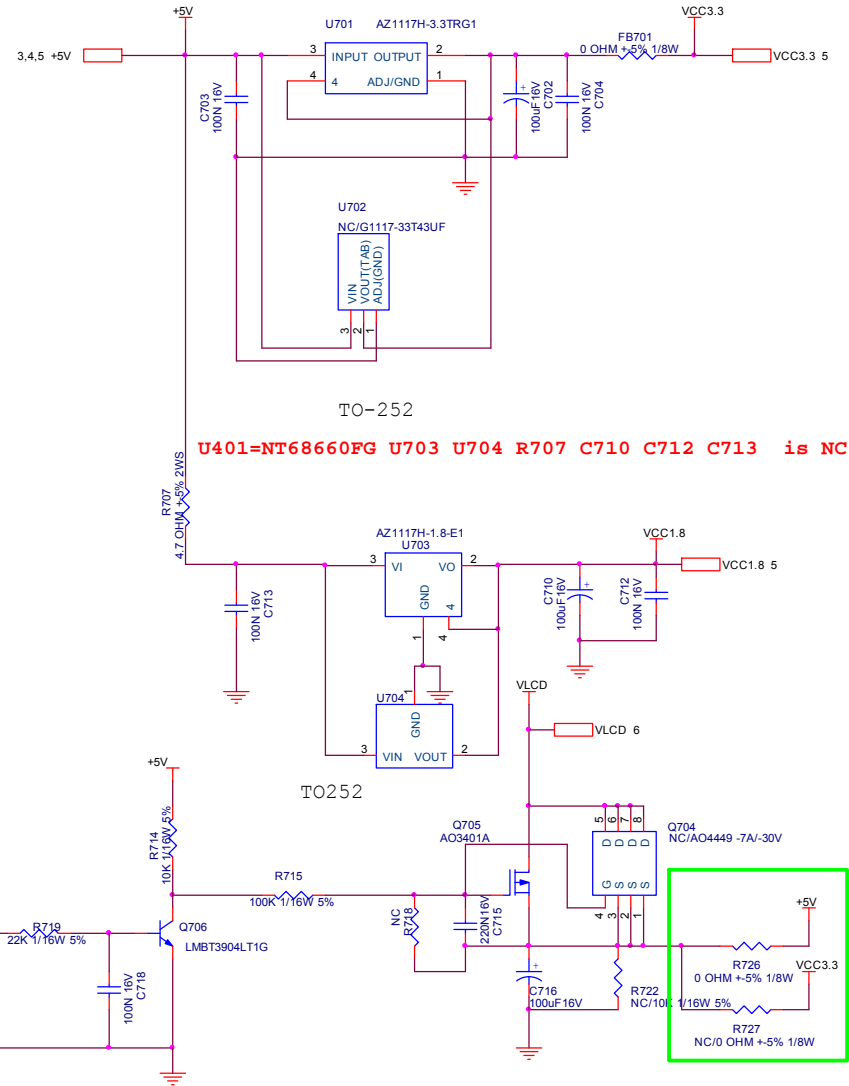 +5V
VCC3.3
U701 AZ1117H-3.3TRG1
FB701
0 OHM +-5% 1/8W
3,4,5 +5V
3 INPUT OUTPUT 2
4 4 ADJ/GND 1
VCC3.3 5
C703
100N 16V
100uF16V
C702
100N 16V
C704
U702
NC/G1117-33T43UF
VIN
VOUT(TAB)
ADJ(GND)
3
2
1
TO-252
U401=NT68660FG U703 U704 R707 C710 C712 C713 is NC
R707
4.7 OHM +-5% 2WS
AZ1117H-1.8-E1
U703
3 VI VO 2
GND
4
1
4
VCC1.8
VCC1.8 5
100N 16V
C713
C710
100uF16V
C712
100N 16V
U704
1
GND
3 VIN VOUT 2
TO252
VLCD
VLCD 6
+5V
R714
10K 1/16W 5%
Q705
AO3401A
5
6
7
8
D
D
D
D
G
S
S
S
4
3
2
1
Q704
NC/AO4449 -7A/-30V
R715
100K 1/16W 5%
NC
R718
220N16V
C715
R719
22K 1/16W 5%
Q706
LMBT3904LT1G
100N 16V
C718
C716
100uF16V
R722
NC/10K 1/16W 5%
+5V
R726
0 OHM +-5% 1/8W
VCC3.3
R727
NC/0 OHM +-5% 1/8W